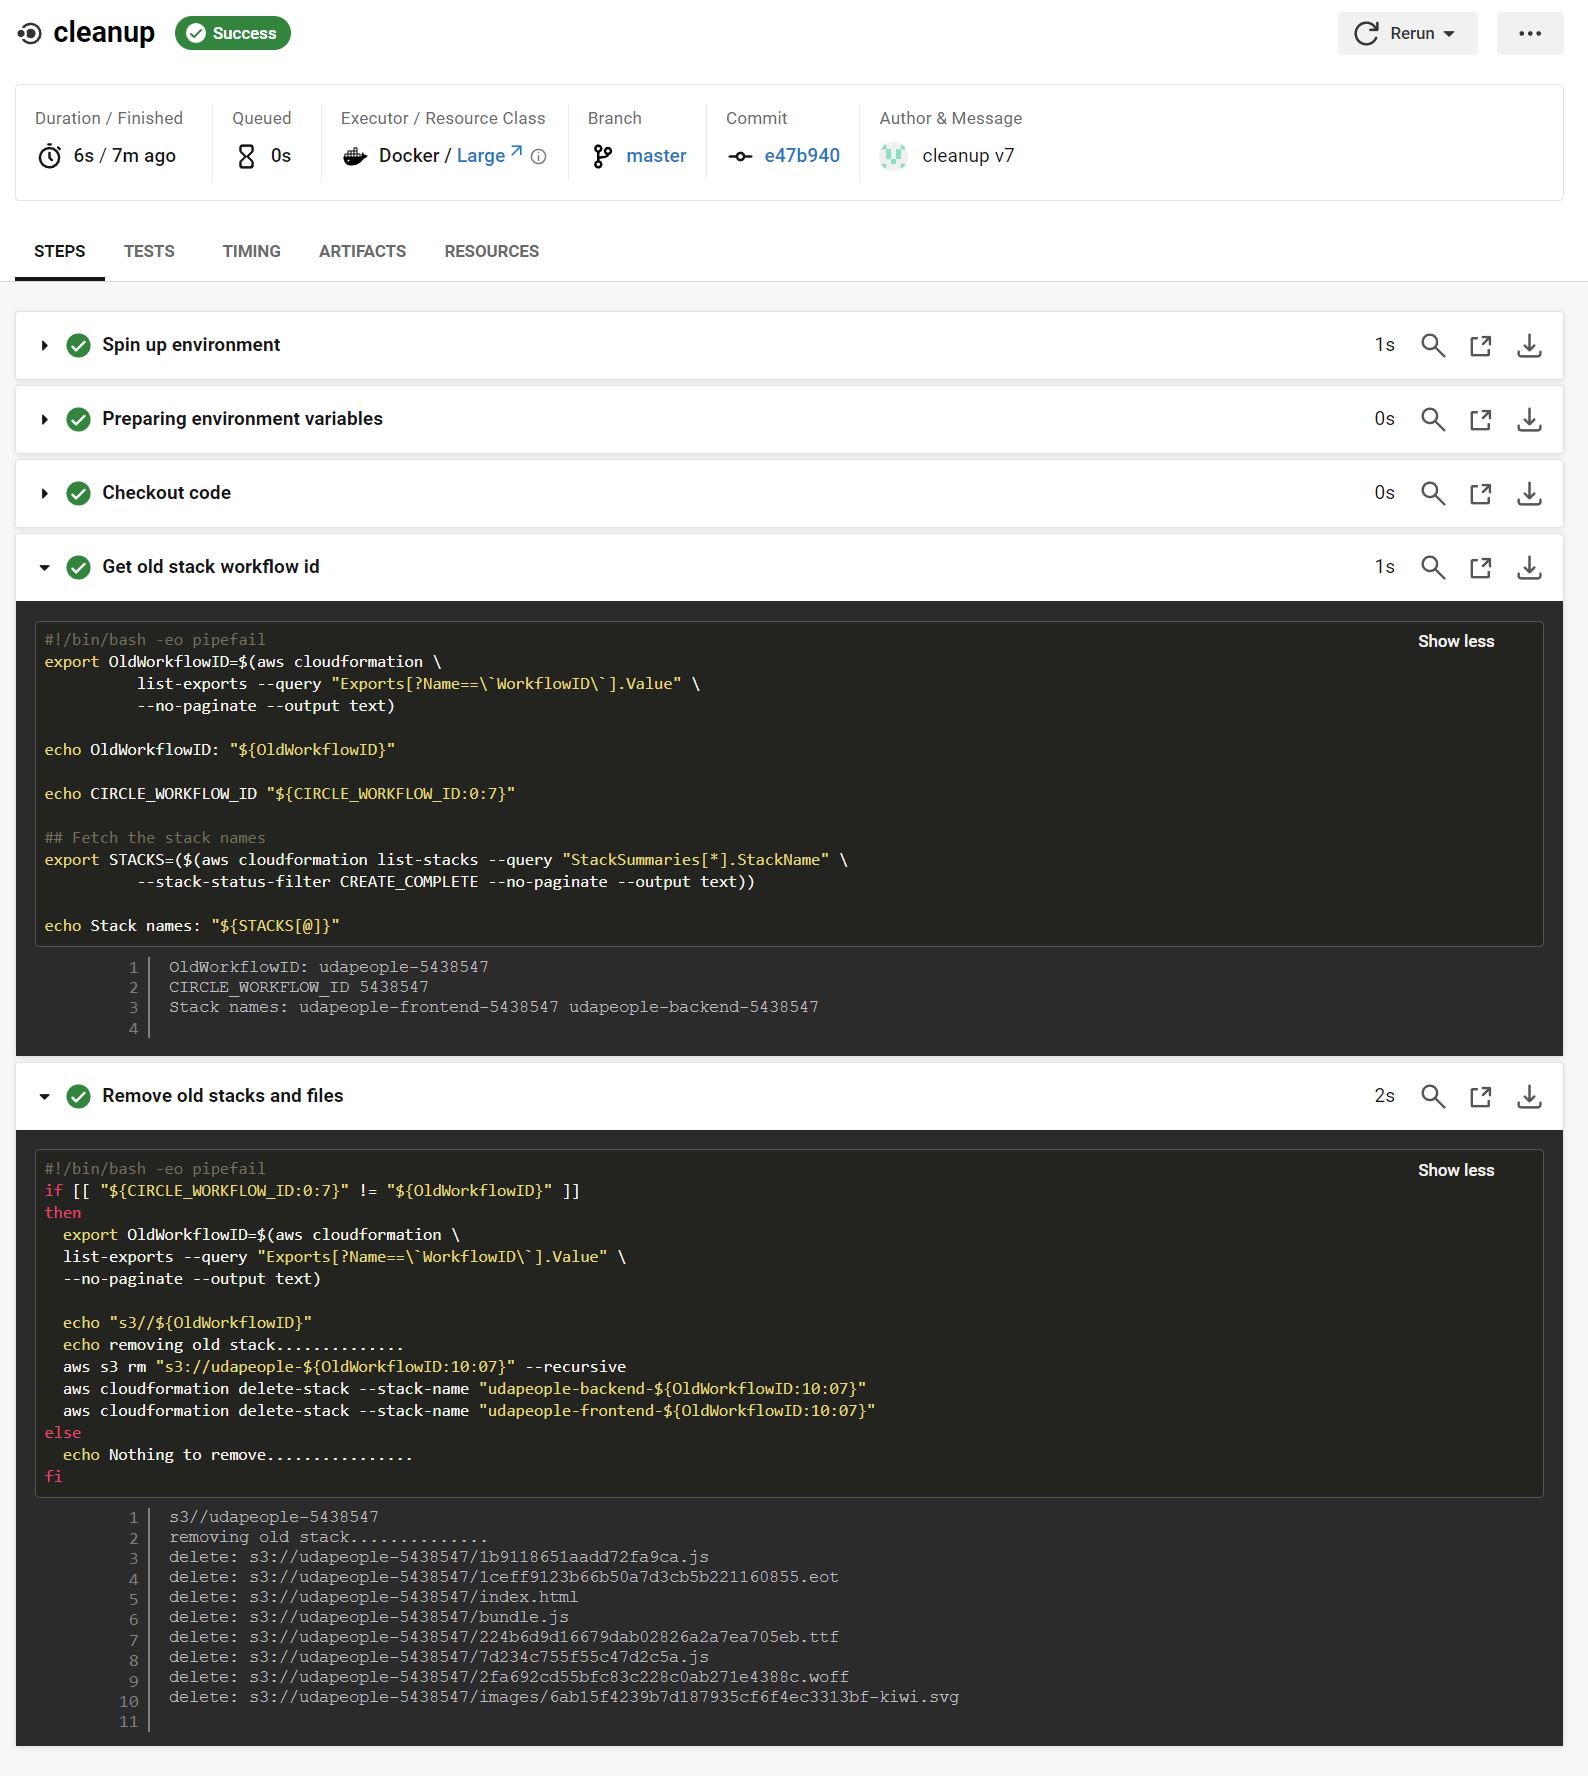 cleanup Success Rerun
Duration / Finished Queued Executor / Resource Class Branch Commit Author & Message
6s / 7m ago 0s Docker / Large master e47b940 cleanup v7
STEPS TESTS TIMING ARTIFACTS RESOURCES
Spin up environment 1s
Preparing environment variables 0s
Checkout code 0s
Get old stack workflow id 1s
#!/bin/bash -eo pipefail Show less
export OldWorkflowID=$(aws cloudformation \
          list-exports --query "Exports[?Name==\`WorkflowID\`].Value" \
          --no-paginate --output text)
echo OldWorkflowID: "${OldWorkflowID}"
echo CIRCLE_WORKFLOW_ID "${CIRCLE_WORKFLOW_ID:0:7}"
## Fetch the stack names
export STACKS=($(aws cloudformation list-stacks --query "StackSummaries[*].StackName" \
          --stack-status-filter CREATE_COMPLETE --no-paginate --output text))
echo Stack names: "${STACKS[@]}"
1 OldWorkflowID: udapeople-5438547
2 CIRCLE_WORKFLOW_ID 5438547
3 Stack names: udapeople-frontend-5438547 udapeople-backend-5438547
4
Remove old stacks and files 2s
#!/bin/bash -eo pipefail Show less
if [[ "${CIRCLE_WORKFLOW_ID:0:7}" != "${OldWorkflowID}" ]]
then
  export OldWorkflowID=$(aws cloudformation \
  list-exports --query "Exports[?Name==\`WorkflowID\`].Value" \
  --no-paginate --output text)
  echo "s3//${OldWorkflowID}"
  echo removing old stack..............
  aws s3 rm "s3://udapeople-${OldWorkflowID:10:07}" --recursive
  aws cloudformation delete-stack --stack-name "udapeople-backend-${OldWorkflowID:10:07}"
  aws cloudformation delete-stack --stack-name "udapeople-frontend-${OldWorkflowID:10:07}"
else
  echo Nothing to remove................
fi
1 s3//udapeople-5438547
2 removing old stack..............
3 delete: s3://udapeople-5438547/1b9118651aadd72fa9ca.js
4 delete: s3://udapeople-5438547/1ceff9123b66b50a7d3cb5b221160855.eot
5 delete: s3://udapeople-5438547/index.html
6 delete: s3://udapeople-5438547/bundle.js
7 delete: s3://udapeople-5438547/224b6d9d16679dab02826a2a7ea705eb.ttf
8 delete: s3://udapeople-5438547/7d234c755f55c47d2c5a.js
9 delete: s3://udapeople-5438547/2fa692cd55bfc83c228c0ab271e4388c.woff
10 delete: s3://udapeople-5438547/images/6ab15f4239b7d187935cf6f4ec3313bf-kiwi.svg
11